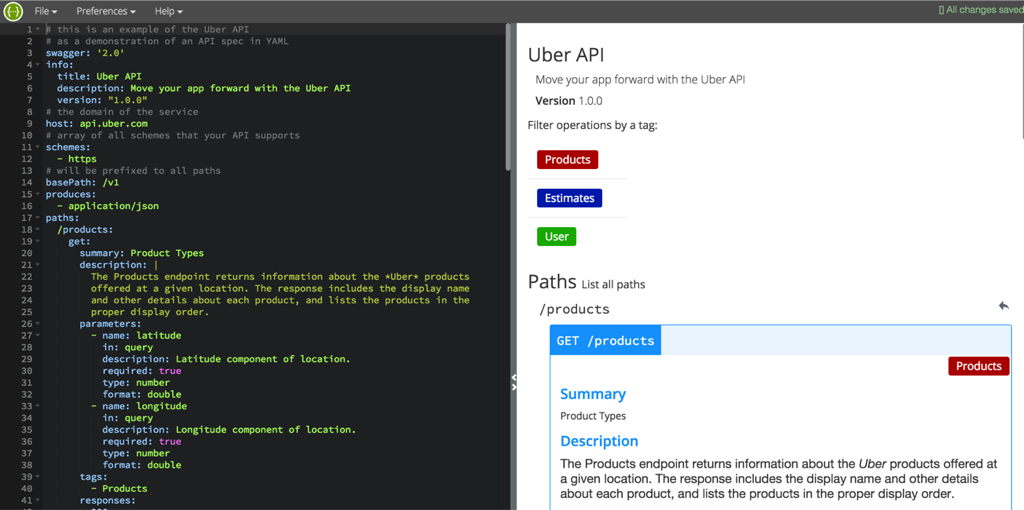 File Preferences Help
All changes saved
1 # this is an example of the Uber API
2 # as a demonstration of an API spec in YAML
3 swagger: '2.0'
4 info:
5 title: Uber API
6 description: Move your app forward with the Uber API
7 version: "1.0.0"
8 # the domain of the service
9 host: api.uber.com
10 # array of all schemes that your API supports
11 schemes:
12 - https
13 # will be prefixed to all paths
14 basePath: /v1
15 produces:
16 - application/json
17 paths:
18 /products:
19 get:
20 summary: Product Types
21 description: |
22 The Products endpoint returns information about the *Uber* products
23 offered at a given location. The response includes the display name
24 and other details about each product, and lists the products in the
25 proper display order.
26 parameters:
27 - name: latitude
28 in: query
29 description: Latitude component of location.
30 required: true
31 type: number
32 format: double
33 - name: longitude
34 in: query
35 description: Longitude component of location.
36 required: true
37 type: number
38 format: double
39 tags:
40 - Products
41 responses:
Uber API
Move your app forward with the Uber API
Version 1.0.0
Filter operations by a tag:
Products
Estimates
User
Paths List all paths
/products
GET /products
Products
Summary
Product Types
Description
The Products endpoint returns information about the Uber products offered at
a given location. The response includes the display name and other details
about each product, and lists the products in the proper display order.